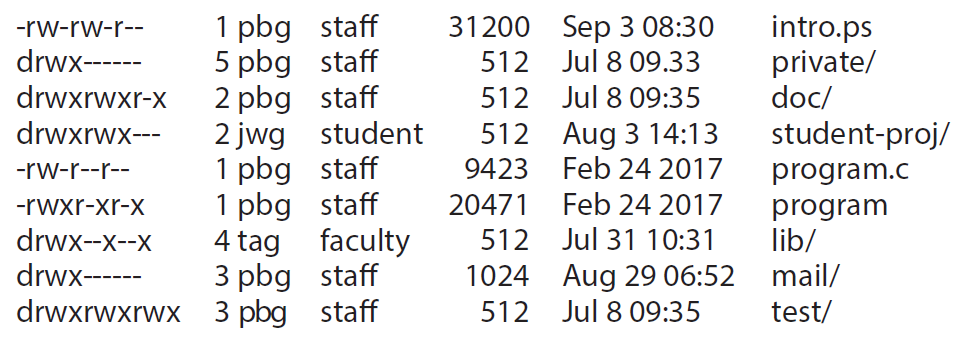 -rw-rw-r-- 1 pbg staff 31200 Sep 3 08:30 intro.ps
drwx------ 5 pbg staff 512 Jul 8 09.33 private/
drwxrwxr-x 2 pbg staff 512 Jul 8 09:35 doc/
drwxrwx--- 2 jwg student 512 Aug 3 14:13 student-proj/
-rw-r--r-- 1 pbg staff 9423 Feb 24 2017 program.c
-rwxr-xr-x 1 pbg staff 20471 Feb 24 2017 program
drwx--x--x 4 tag faculty 512 Jul 31 10:31 lib/
drwx------ 3 pbg staff 1024 Aug 29 06:52 mail/
drwxrwxrwx 3 pbg staff 512 Jul 8 09:35 test/